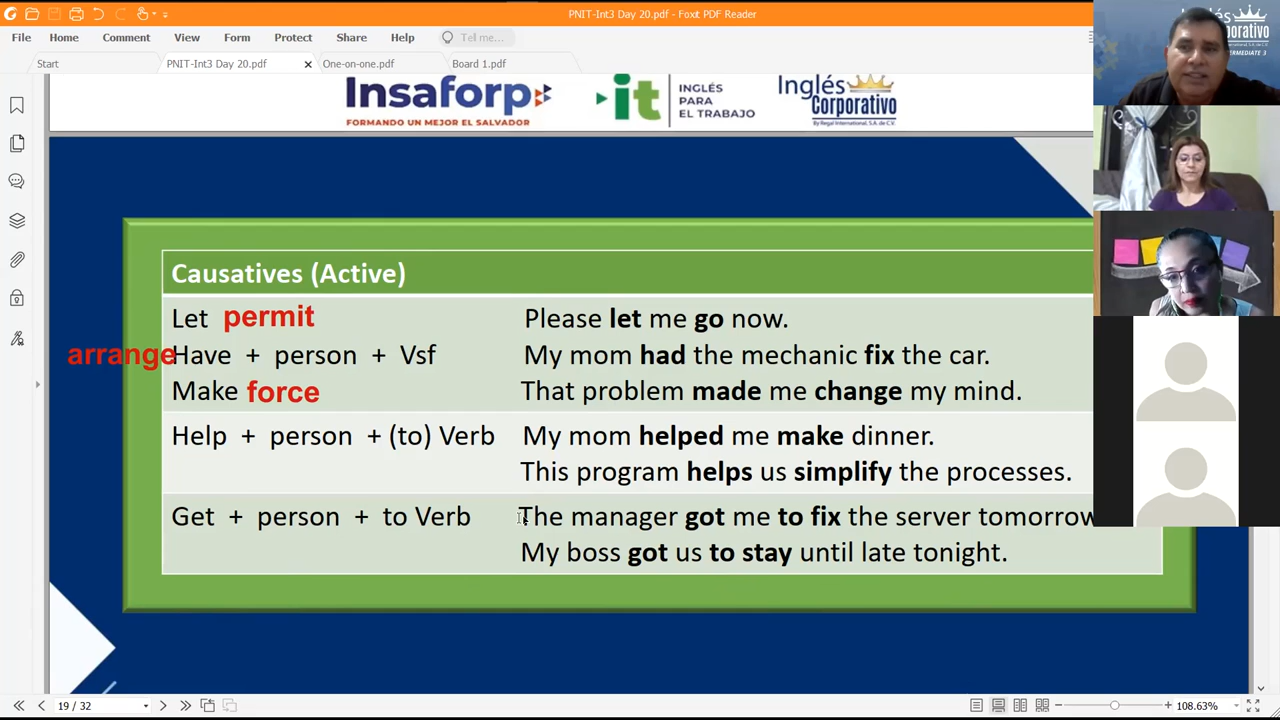 PNIT-Int3 Day 20.pdf - Foxit PDF Reader
File Home Comment View Form Protect Share Help Tell me...
Start PNIT-Int3 Day 20.pdf One-on-one.pdf Board 1.pdf
Insaforp
FORMANDO UN MEJOR EL SALVADOR
it
INGLÉS
PARA
EL TRABAJO
Inglés
Corporativo
By Regal International, S.A. de C.V.
Causatives (Active)
Let permit Please let me go now.
arrange Have + person + Vsf My mom had the mechanic fix the car.
Make force That problem made me change my mind.
Help + person + (to) Verb My mom helped me make dinner.
This program helps us simplify the processes.
Get + person + to Verb The manager got me to fix the server tomorrow
My boss got us to stay until late tonight.
19 / 32
108.63%
Inglés